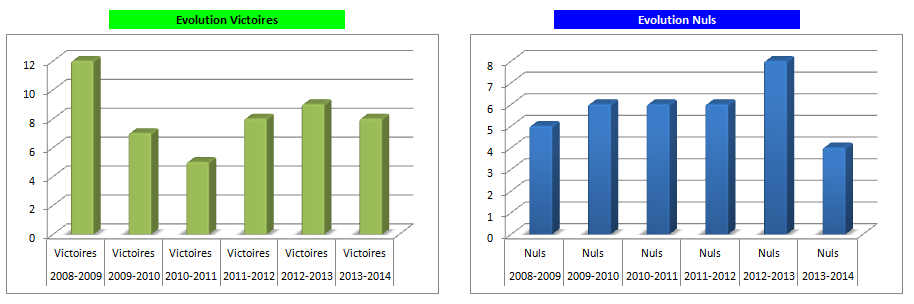 Evolution Victoires
12
10
8
6
4
2
0
Victoires Victoires Victoires Victoires Victoires Victoires
2008-2009 2009-2010 2010-2011 2011-2012 2012-2013 2013-2014
Evolution Nuls
8
7
6
5
4
3
2
1
0
Nuls Nuls Nuls Nuls Nuls Nuls
2008-2009 2009-2010 2010-2011 2011-2012 2012-2013 2013-2014